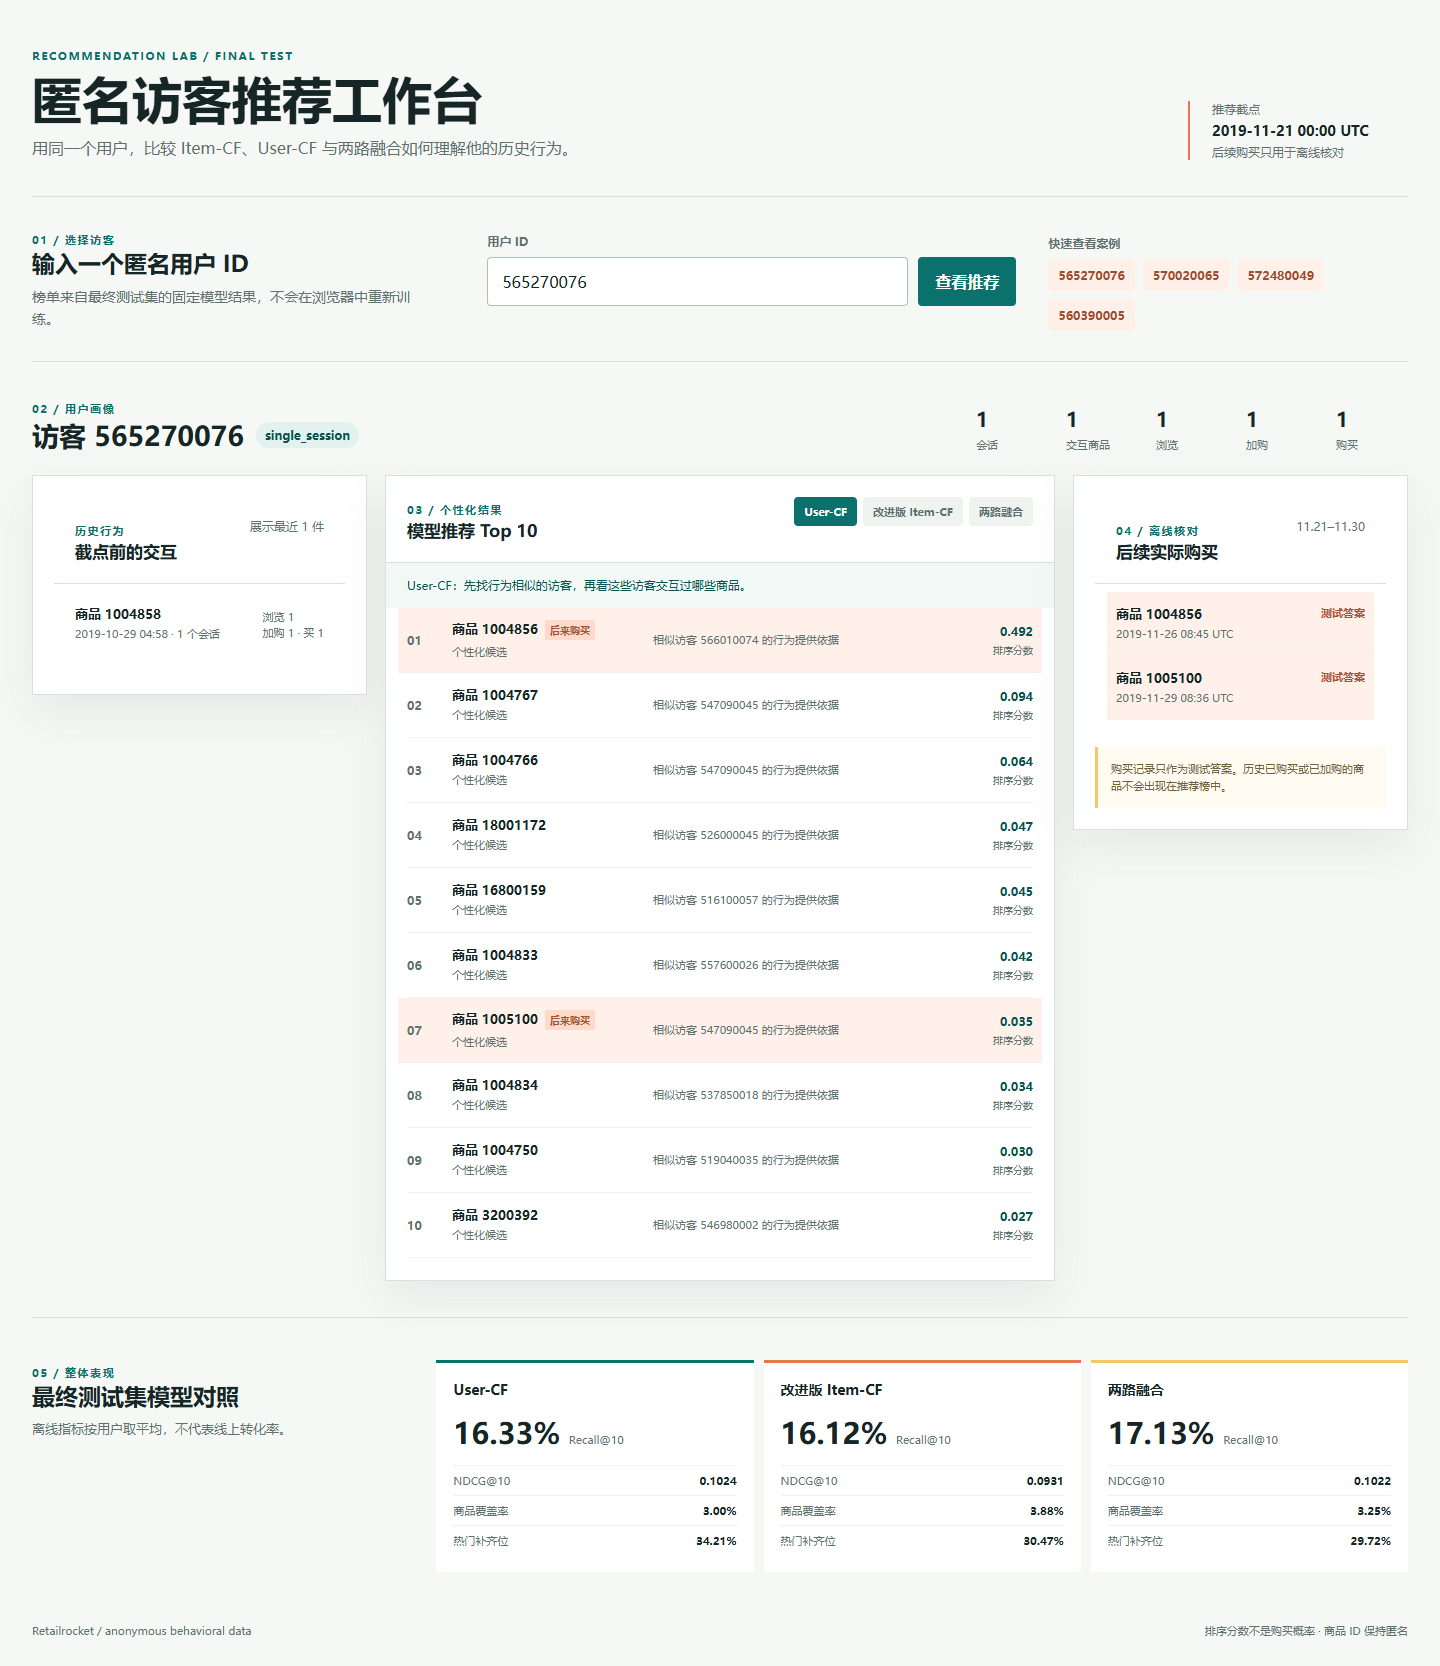 RECOMMENDATION LAB / FINAL TEST
匿名访客推荐工作台
用同一个用户，比较 Item-CF、User-CF 与两路融合如何理解他的历史行为。
推荐截点
2019-11-21 00:00 UTC
后续购买只用于离线核对
01 / 选择访客
输入一个匿名用户 ID
榜单来自最终测试集的固定模型结果，不会在浏览器中重新训
练。
用户 ID
565270076
查看推荐
快速查看案例
565270076 570020065 572480049
560390005
02 / 用户画像
访客 565270076 single_session
1 1 1 1 1
会话 交互商品 浏览 加购 购买
历史行为
截点前的交互
展示最近 1 件
商品 1004858
2019-10-29 04:58 · 1 个会话
浏览 1
加购 1 · 买 1
03 / 个性化结果
模型推荐 Top 10
User-CF 改进版 Item-CF 两路融合
User-CF：先找行为相似的访客，再看这些访客交互过哪些商品。
01
商品 1004856 后来购买
个性化候选
相似访客 566010074 的行为提供依据
0.492
排序分数
02
商品 1004767
个性化候选
相似访客 547090045 的行为提供依据
0.094
排序分数
03
商品 1004766
个性化候选
相似访客 547090045 的行为提供依据
0.064
排序分数
04
商品 18001172
个性化候选
相似访客 526000045 的行为提供依据
0.047
排序分数
05
商品 16800159
个性化候选
相似访客 516100057 的行为提供依据
0.045
排序分数
06
商品 1004833
个性化候选
相似访客 557600026 的行为提供依据
0.042
排序分数
07
商品 1005100 后来购买
个性化候选
相似访客 547090045 的行为提供依据
0.035
排序分数
08
商品 1004834
个性化候选
相似访客 537850018 的行为提供依据
0.034
排序分数
09
商品 1004750
个性化候选
相似访客 519040035 的行为提供依据
0.030
排序分数
10
商品 3200392
个性化候选
相似访客 546980002 的行为提供依据
0.027
排序分数
04 / 离线核对
后续实际购买
11.21–11.30
商品 1004856 测试答案
2019-11-26 08:45 UTC
商品 1005100 测试答案
2019-11-29 08:36 UTC
购买记录只作为测试答案。历史已购买或已加购的商
品不会出现在推荐榜中。
05 / 整体表现
最终测试集模型对照
离线指标按用户取平均，不代表线上转化率。
User-CF
16.33% Recall@10
NDCG@10 0.1024
商品覆盖率 3.00%
热门补齐位 34.21%
改进版 Item-CF
16.12% Recall@10
NDCG@10 0.0931
商品覆盖率 3.88%
热门补齐位 30.47%
两路融合
17.13% Recall@10
NDCG@10 0.1022
商品覆盖率 3.25%
热门补齐位 29.72%
Retailrocket / anonymous behavioral data
排序分数不是购买概率 · 商品 ID 保持匿名